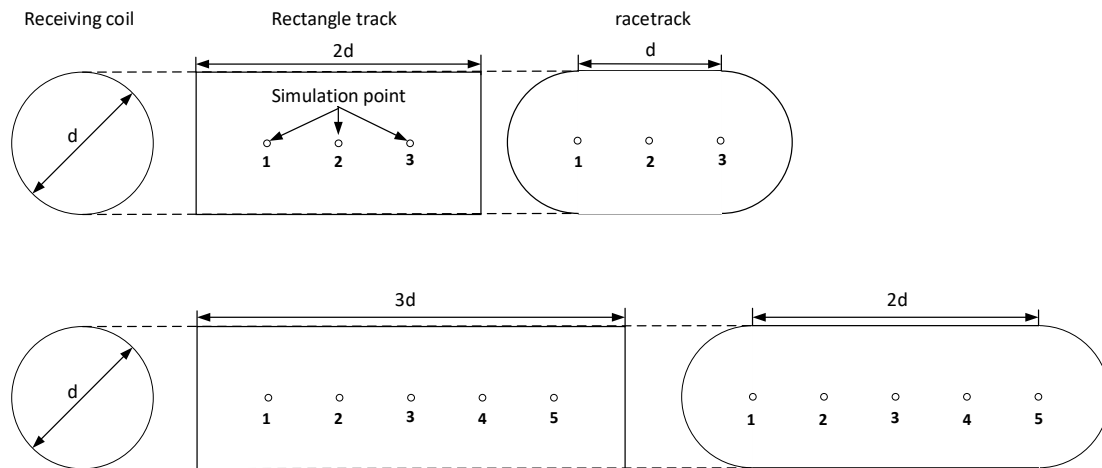 Receiving coil
Rectangle track
racetrack
2d
d
Simulation point
d
1 2 3
1 2 3
3d
2d
d
1 2 3 4 5
1 2 3 4 5